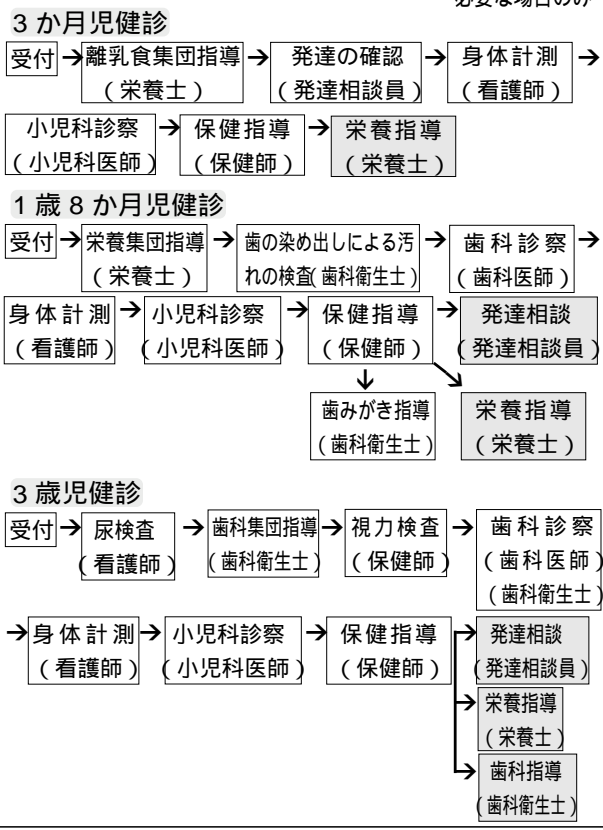 必要な場合のみ
3か月児健診
受付→離乳食集団指導→発達の確認→身体計測→
(栄養士)(発達相談員)(看護師)
小児科診察→保健指導→栄養指導
(小児科医師)(保健師)(栄養士)
1歳8か月児健診
受付→栄養集団指導→歯の染め出しによる汚→歯科診察→
(栄養士)れの検査(歯科衛生士)(歯科医師)
身体計測→小児科診察→保健指導→発達相談
(看護師)(小児科医師)(保健師)(発達相談員)
歯みがき指導 栄養指導
(歯科衛生士)(栄養士)
3歳児健診
受付→尿検査→歯科集団指導→視力検査→歯科診察
(看護師)(歯科衛生士)(保健師)(歯科医師)
(歯科衛生士)
→身体計測→小児科診察→保健指導→発達相談
(看護師)(小児科医師)(保健師)(発達相談員)
→栄養指導
(栄養士)
→歯科指導
(歯科衛生士)